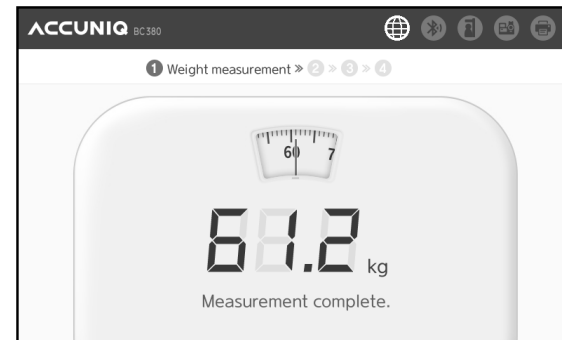 ACCUNIQ BC380
1 Weight measurement » 2 » 3 » 4
60 7
61.2 kg
Measurement complete.